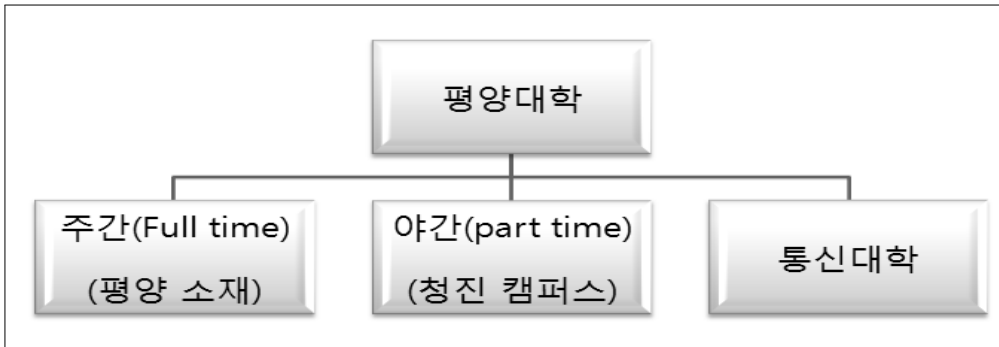 평양대학
주간(Full time)
(평양 소재)
야간(part time)
(청진 캠퍼스)
통신대학